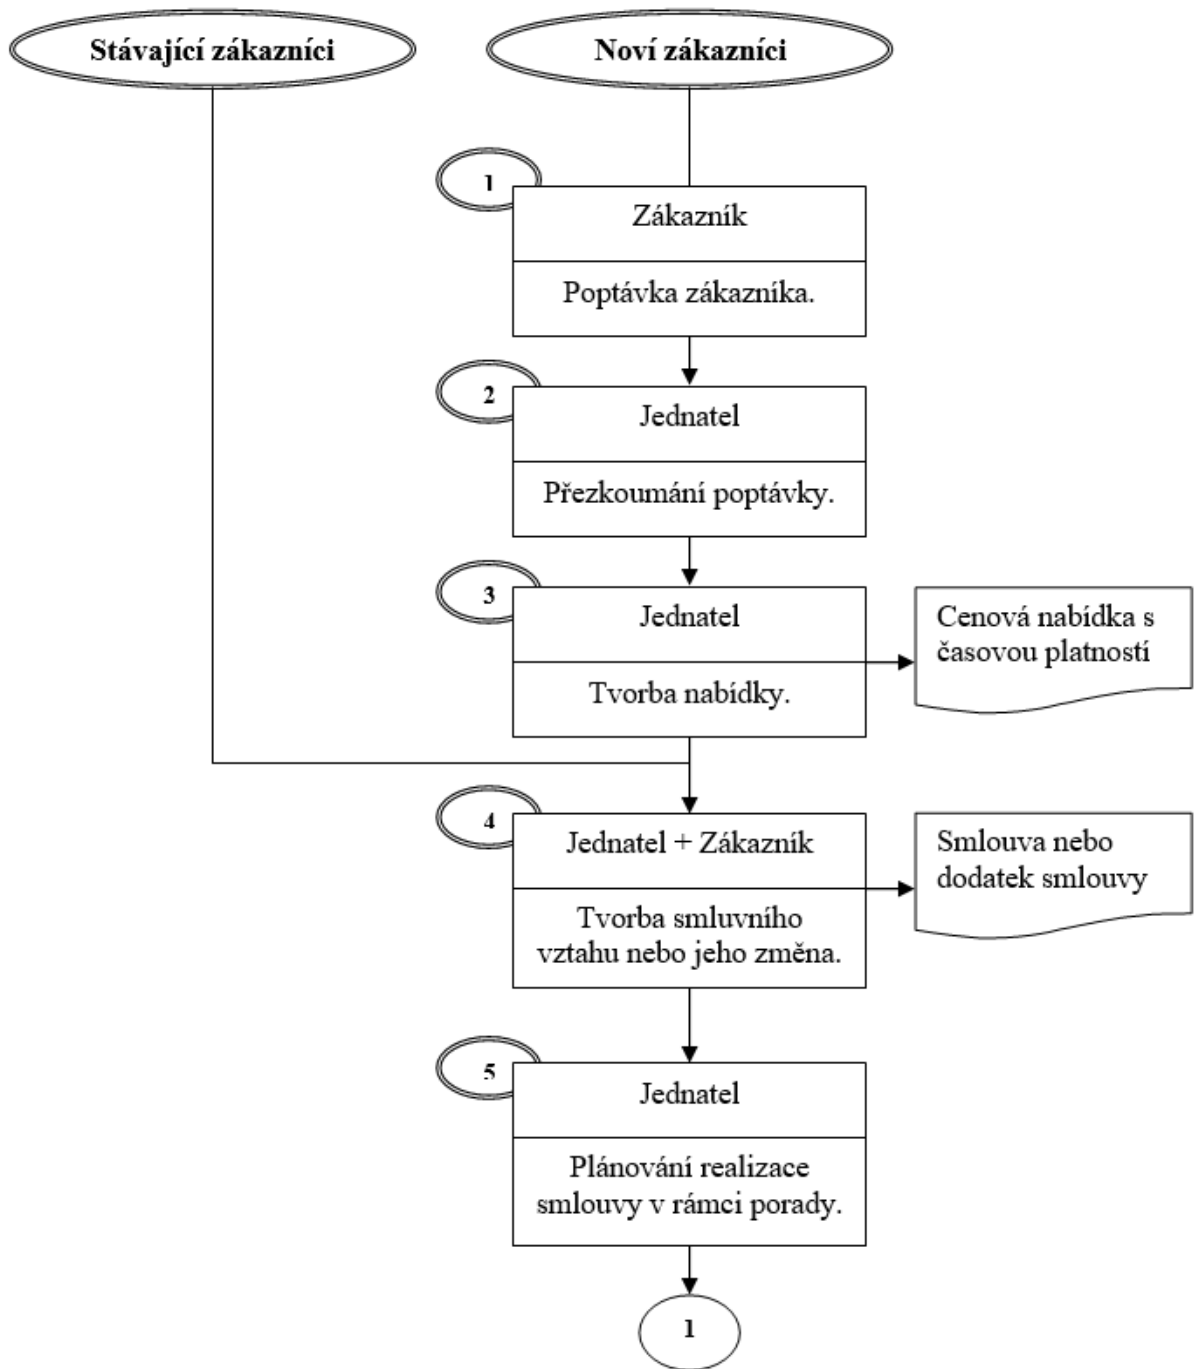 Stávající zákazníci
Noví zákazníci
1
Zákazník
Poptávka zákazníka.
2
Jednatel
Přezkoumání poptávky.
3
Jednatel
Tvorba nabídky.
Cenová nabídka s
časovou platností
4
Jednatel + Zákazník
Tvorba smluvního
vztahu nebo jeho změna.
Smlouva nebo
dodatek smlouvy
5
Jednatel
Plánování realizace
smlouvy v rámci porady.
1